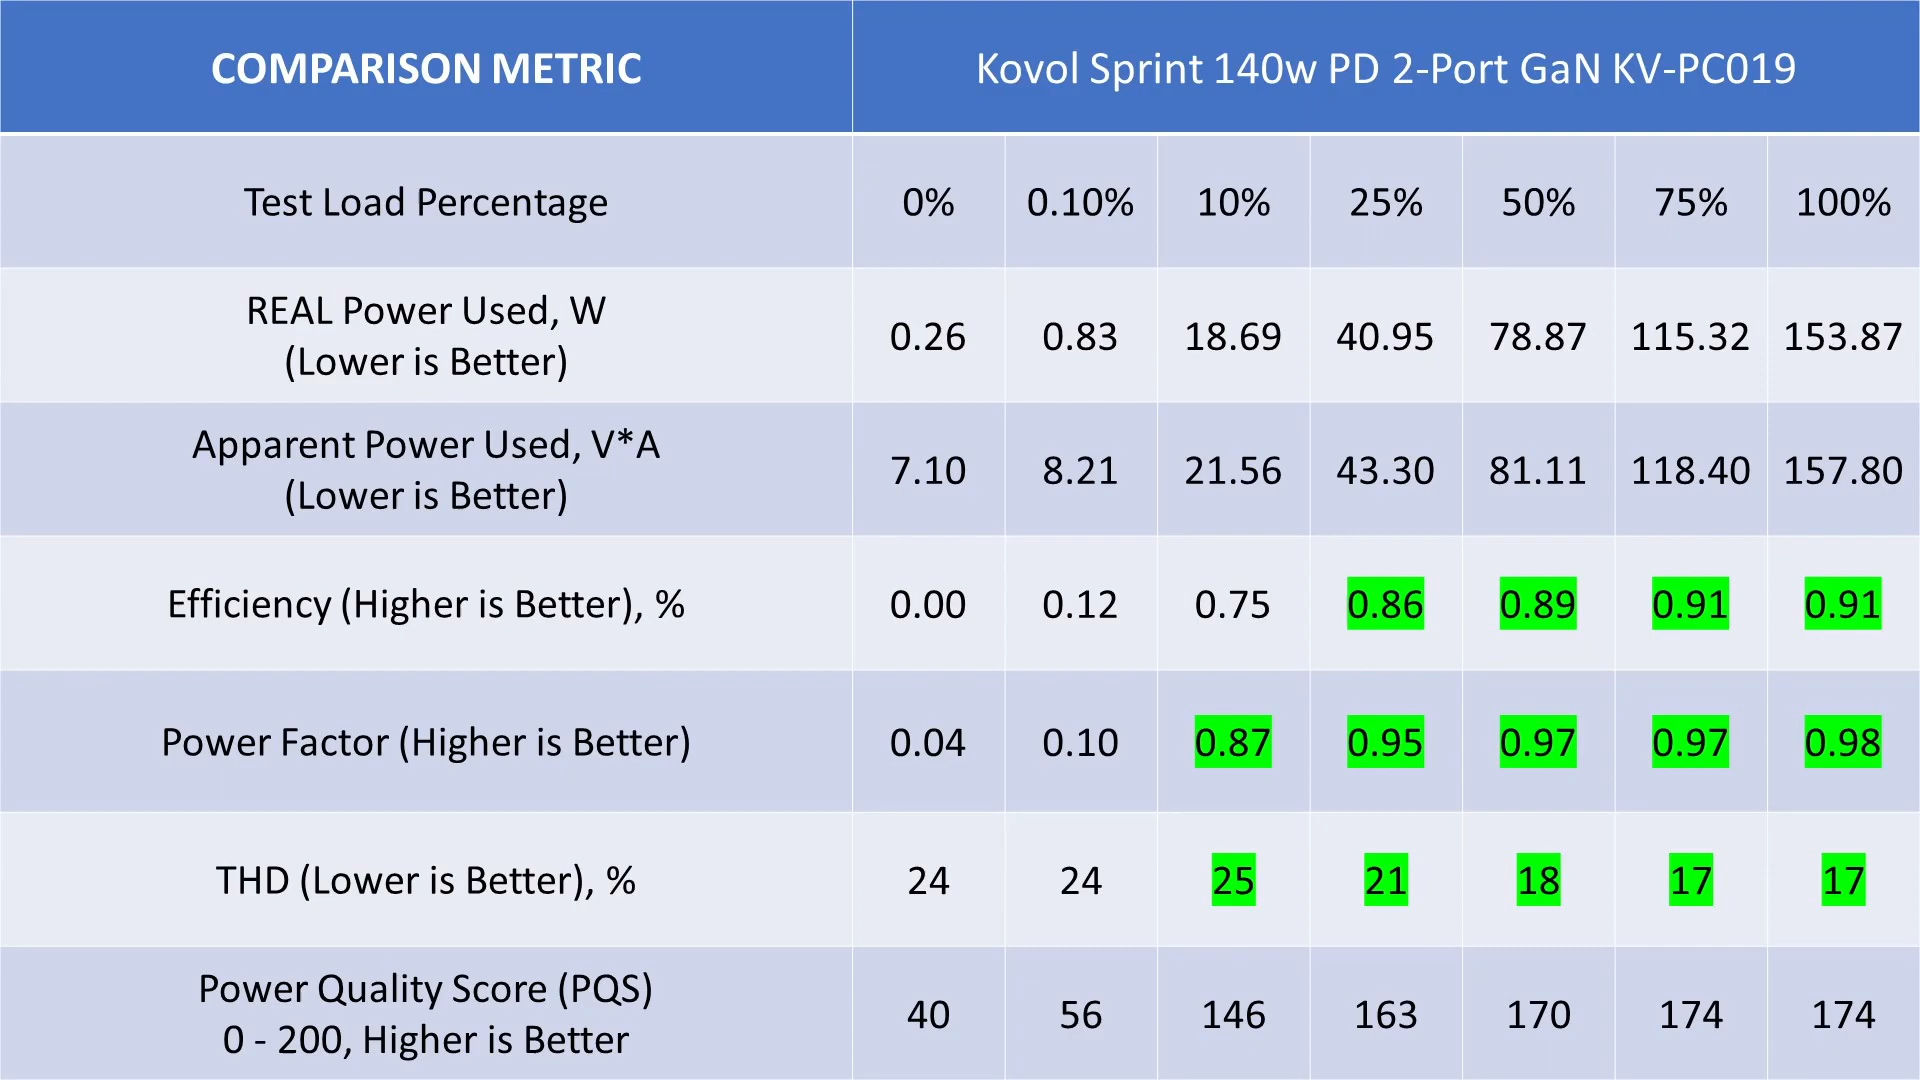 COMPARISON METRIC Kovol Sprint 140w PD 2-Port GaN KV-PC019
Test Load Percentage 0% 0.10% 10% 25% 50% 75% 100%
REAL Power Used, W
(Lower is Better) 0.26 0.83 18.69 40.95 78.87 115.32 153.87
Apparent Power Used, V*A
(Lower is Better) 7.10 8.21 21.56 43.30 81.11 118.40 157.80
Efficiency (Higher is Better), % 0.00 0.12 0.75 0.86 0.89 0.91 0.91
Power Factor (Higher is Better) 0.04 0.10 0.87 0.95 0.97 0.97 0.98
THD (Lower is Better), % 24 24 25 21 18 17 17
Power Quality Score (PQS)
0 - 200, Higher is Better 40 56 146 163 170 174 174